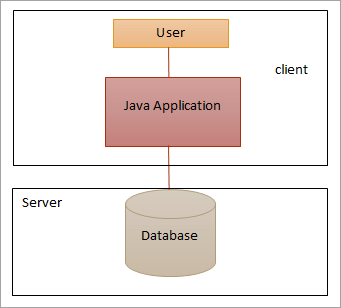 User
client
Java Application
Server
Database